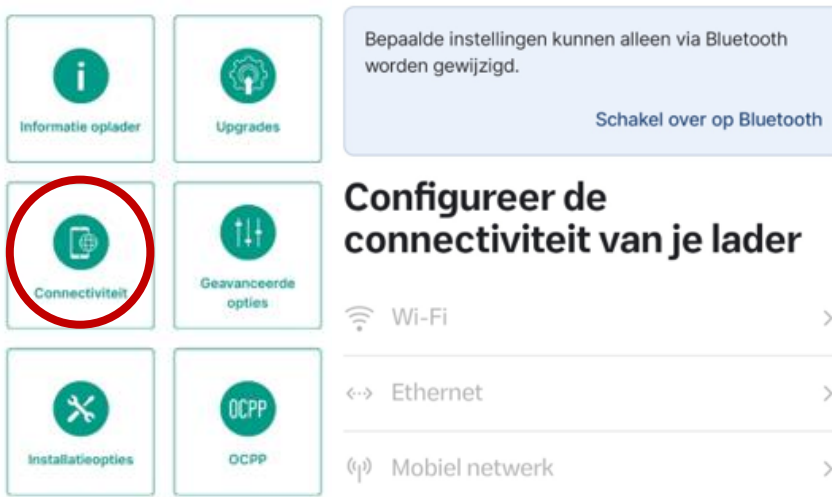 Informatie oplader
Upgrades
Connectiviteit
Geavanceerde
opties
Installatieopties
OCPP
OCPP
Bepaalde instellingen kunnen alleen via Bluetooth
worden gewijzigd.
Schakel over op Bluetooth
Configureer de
connectiviteit van je lader
Wi-Fi
Ethernet
Mobiel netwerk